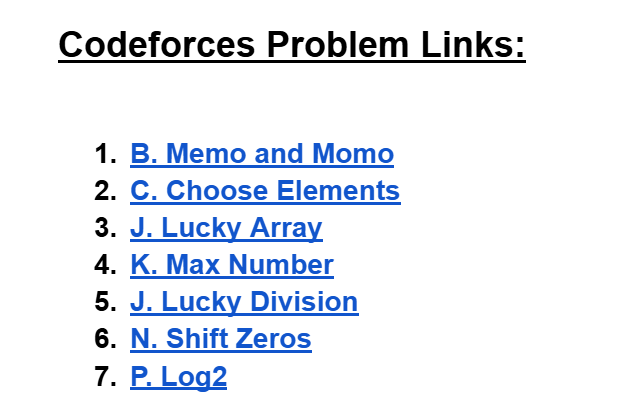 Codeforces Problem Links:
1. B. Memo and Momo
2. C. Choose Elements
3. J. Lucky Array
4. K. Max Number
5. J. Lucky Division
6. N. Shift Zeros
7. P. Log2